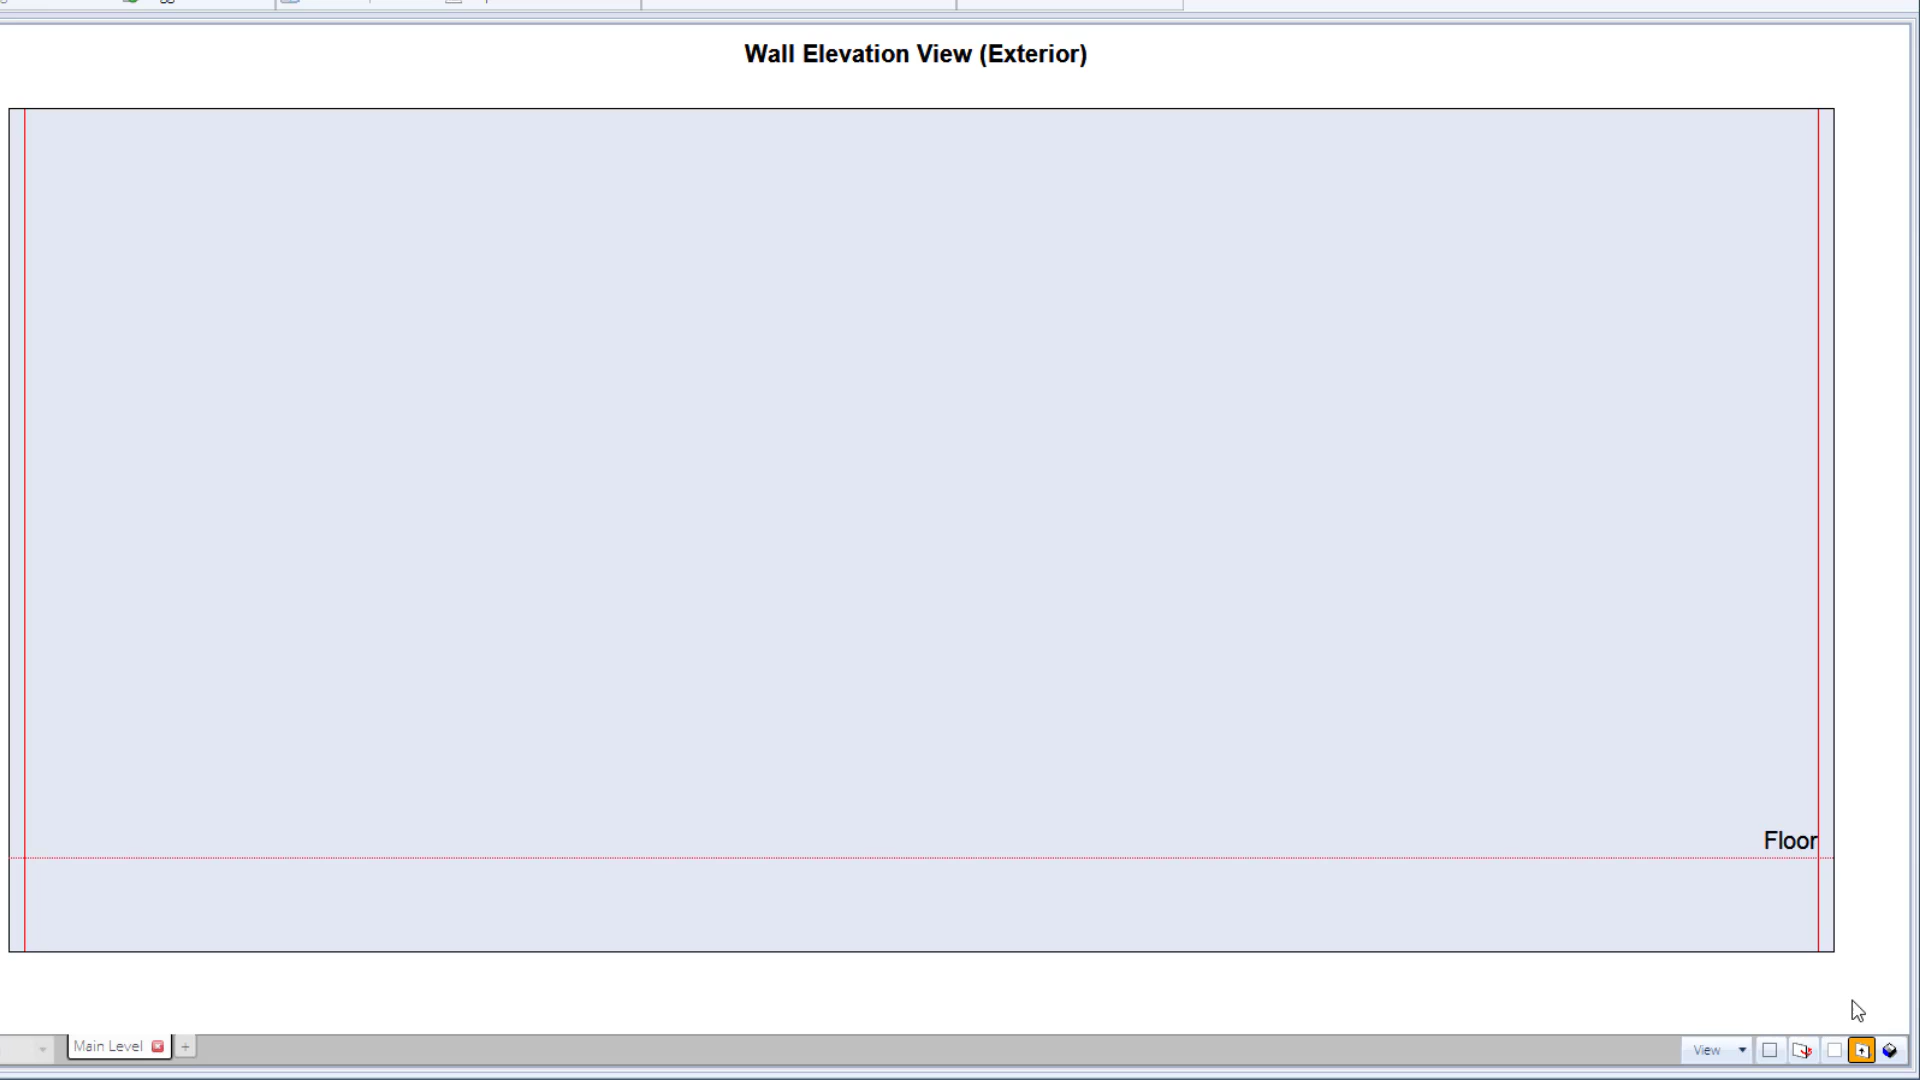 Wall Elevation View (Exterior)
Floor
Main Level
+
View